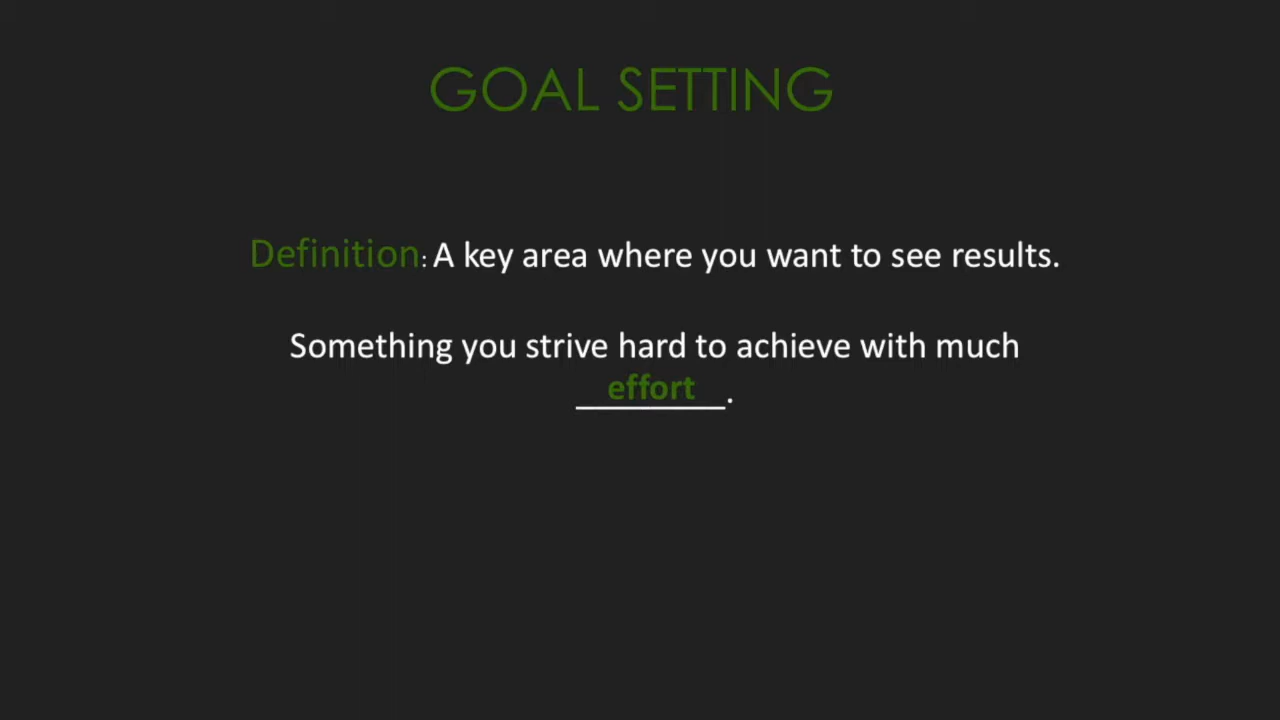 GOAL SETTING
Definition: A key area where you want to see results.
Something you strive hard to achieve with much
effort.